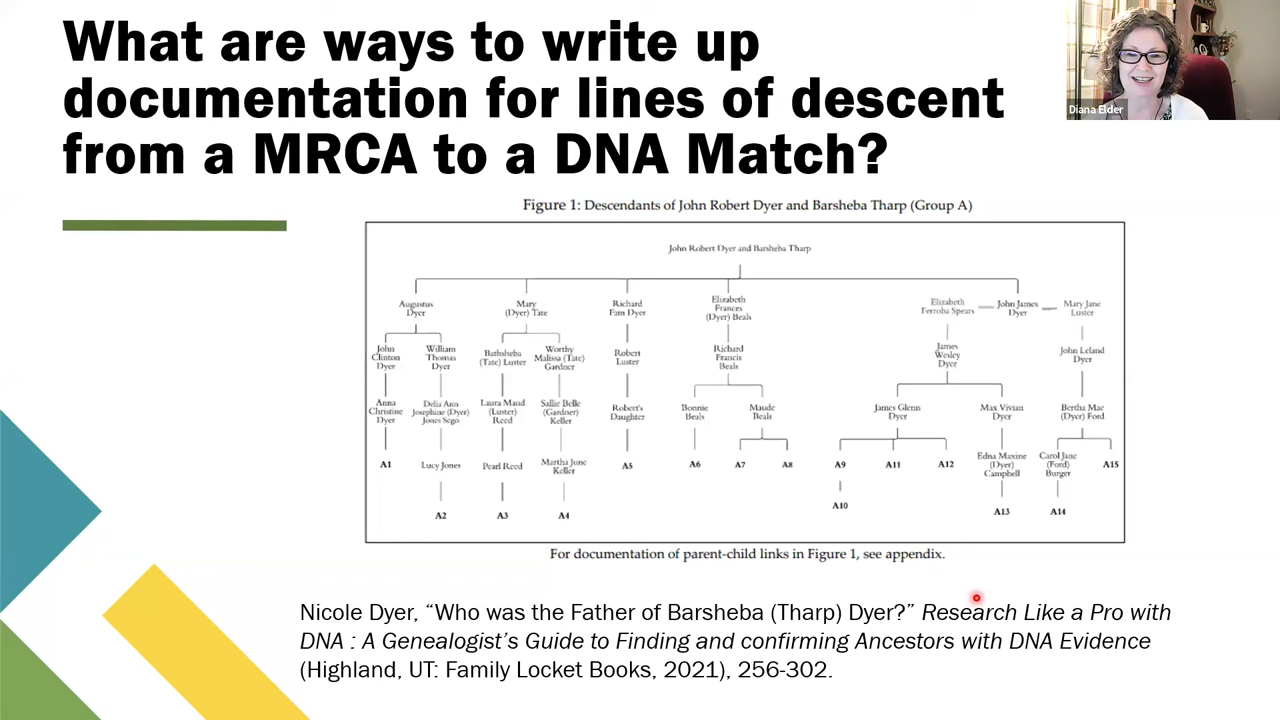 What are ways to write up
documentation for lines of descent
from a MRCA to a DNA Match?
Diana Elder
Figure 1: Descendants of John Robert Dyer and Barsheba Tharp (Group A)
John Robert Dyer and Barsheba Tharp
Augustus
Dyer
Mary
(Dyer) Tate
Richard
Fain Dyer
Elizabeth
Frances
(Dyer) Beals
Elizabeth
Ferroba Spears
John James
Dyer
Mary Jane
Luster
John
Clinton
Dyer
William
Thomas
Dyer
Bathsheba
(Tate) Luster
Worthy
Malissa (Tate)
Gardner
Robert
Luster
Richard
Francis
Beals
James
Wesley
Dyer
John Leland
Dyer
Anna
Christine
Dyer
Delia Ann
Josephine (Dyer)
Jones Sego
Laura Maud
(Luster)
Reed
Sallie Belle
(Gardner)
Keller
Robert's
Daughter
Bonnie
Beals
Maude
Beals
James Glenn
Dyer
Max Vivian
Dyer
Bertha Mae
(Dyer) Ford
A1
Lucy Jones
Pearl Reed
Martha June
Keller
A5
A6
A7
A8
A9
A11
A12
Edna Maxine
(Dyer)
Campbell
Carol Jane
(Ford)
Burger
A15
A2
A3
A4
A10
A13
A14
For documentation of parent-child links in Figure 1, see appendix.
Nicole Dyer, “Who was the Father of Barsheba (Tharp) Dyer?” Research Like a Pro with
DNA : A Genealogist’s Guide to Finding and confirming Ancestors with DNA Evidence
(Highland, UT: Family Locket Books, 2021), 256-302.